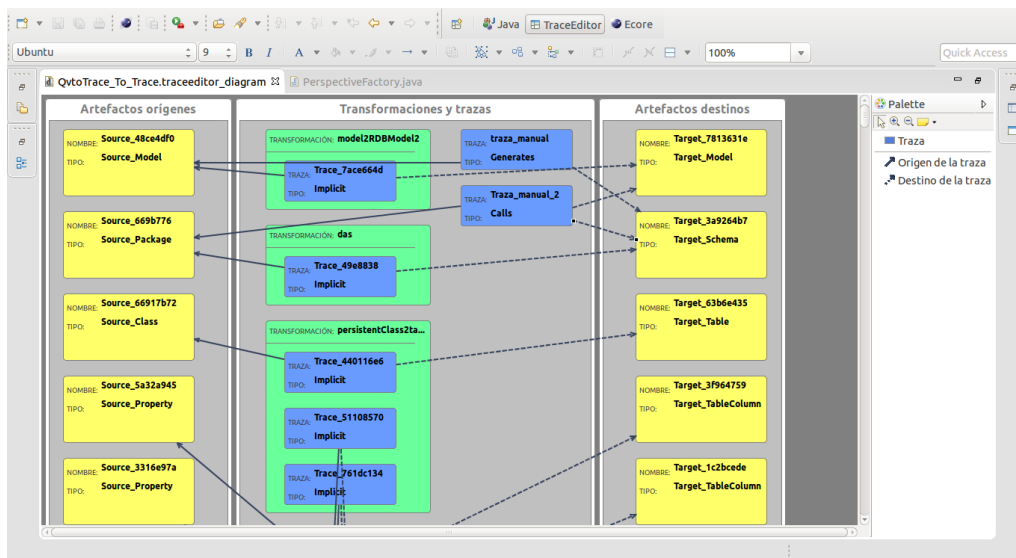 Java
TraceEditor
Ecore
Ubuntu
9
B I A
100%
Quick Access
QvtoTrace_To_Trace.traceeditor_diagram
PerspectiveFactory.java
Artefactos orígenes
Transformaciones y trazas
Artefactos destinos
Palette
Traza
Origen de la traza
Destino de la traza
NOMBRE: Source_48ce4df0
TIPO: Source_Model
NOMBRE: Source_669b776
TIPO: Source_Package
NOMBRE: Source_66917b72
TIPO: Source_Class
NOMBRE: Source_5a32a945
TIPO: Source_Property
NOMBRE: Source_3316e97a
TIPO: Source_Property
TRANSFORMACIÓN: model2RDBModel2
TRAZA: Trace_7ace664d
TIPO: Implicit
TRAZA: traza_manual
TIPO: Generates
TRAZA: Traza_manual_2
TIPO: Calls
TRANSFORMACIÓN: das
TRAZA: Trace_49e8838
TIPO: Implicit
TRANSFORMACIÓN: persistentClass2ta...
TRAZA: Trace_440116e6
TIPO: Implicit
TRAZA: Trace_51108570
TIPO: Implicit
TRAZA: Trace_761dc134
TIPO: Implicit
NOMBRE: Target_7813631e
TIPO: Target_Model
NOMBRE: Target_3a9264b7
TIPO: Target_Schema
NOMBRE: Target_63b6e435
TIPO: Target_Table
NOMBRE: Target_3f964759
TIPO: Target_TableColumn
NOMBRE: Target_1c2bcede
TIPO: Target_TableColumn